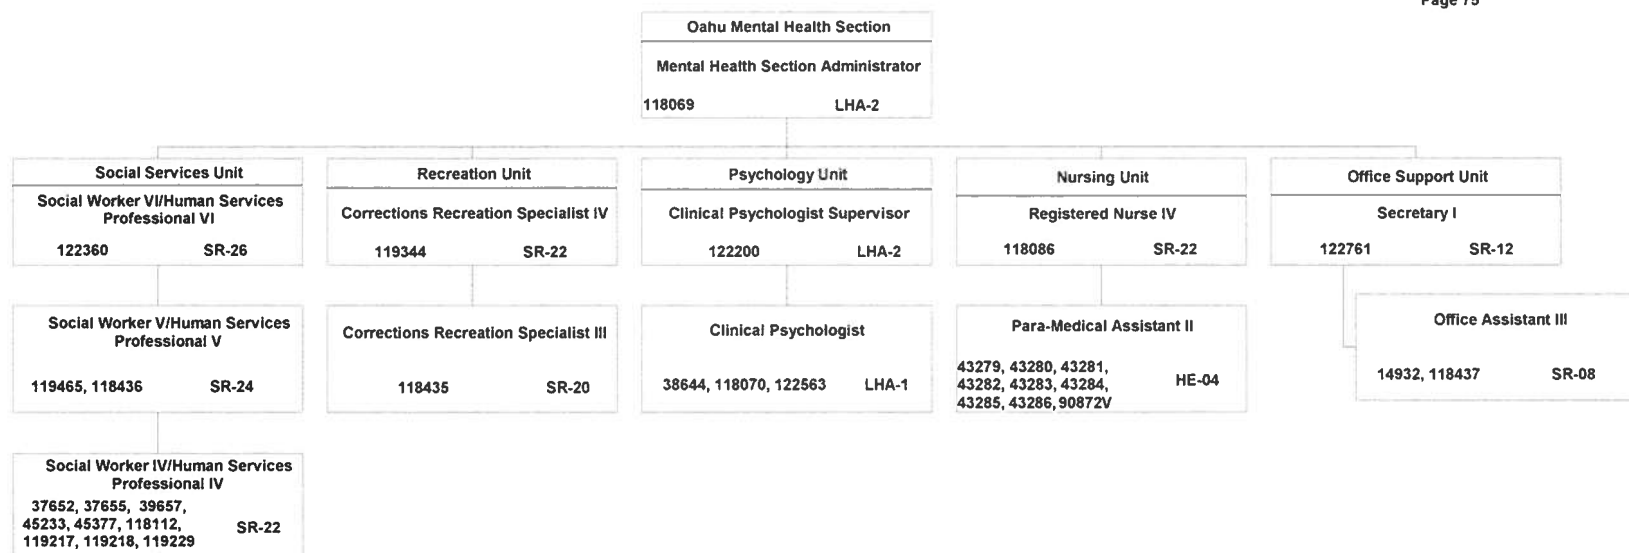 Page 75
Oahu Mental Health Section
Mental Health Section Administrator
118069 LHA-2
Social Services Unit
Social Worker VI/Human Services
Professional VI
122360 SR-26
Recreation Unit
Corrections Recreation Specialist IV
119344 SR-22
Psychology Unit
Clinical Psychologist Supervisor
122200 LHA-2
Nursing Unit
Registered Nurse IV
118086 SR-22
Office Support Unit
Secretary I
122761 SR-12
Social Worker V/Human Services
Professional V
119465, 118436 SR-24
Corrections Recreation Specialist III
118435 SR-20
Clinical Psychologist
38644, 118070, 122563 LHA-1
Para-Medical Assistant II
43279, 43280, 43281,
43282, 43283, 43284,
43285, 43286, 90872V
HE-04
Office Assistant III
14932, 118437 SR-08
Social Worker IV/Human Services
Professional IV
37652, 37655, 39657,
45233, 45377, 118112,
119217, 119218, 119229
SR-22